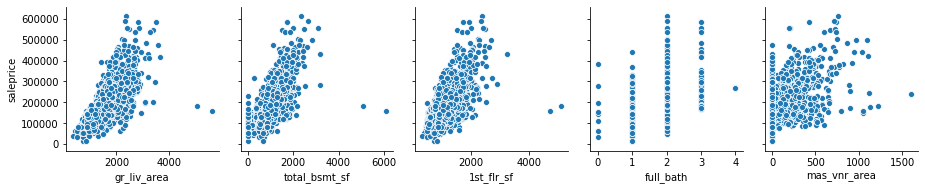 saleprice
600000
500000
400000
300000
200000
100000
0
2000 4000
gr_liv_area
0 2000 4000 6000
total_bsmt_sf
2000 4000
1st_flr_sf
0 1 2 3 4
full_bath
0 500 1000 1500
mas_vnr_area